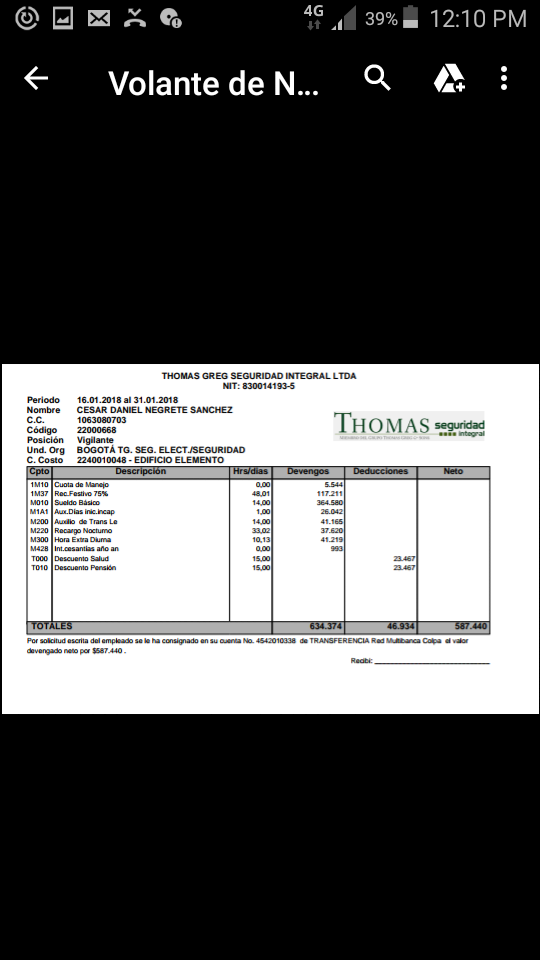 4G 39% 12:10 PM
Volante de N...
THOMAS GREG SEGURIDAD INTEGRAL LTDA
NIT: 830014193-5
Periodo 16.01.2018 al 31.01.2018
Nombre CESAR DANIEL NEGRETE SANCHEZ
C.C. 1063080703
Código 22000668
Posición Vigilante
Und. Org BOGOTÁ TG. SEG. ELECT./SEGURIDAD
C. Costo 2240010048 - EDIFICIO ELEMENTO
THOMAS seguridad integral
Cpto Descripción Hrs/días Devengos Deducciones Neto
1M10 Cuota de Manejo 0,00 5.544
1M37 Rec.Festivo 75% 48,01 117.211
M010 Sueldo Básico 14,00 364.580
M1A1 Aux.Días inic.incap 1,00 26.042
M200 Auxilio de Trans Le 14,00 41.165
M220 Recargo Nocturno 33,02 37.620
M300 Hora Extra Diurna 10,13 41.219
M428 Int.cesantías año an 0,00 993
T000 Descuento Salud 15,00 23.467
T010 Descuento Pensión 15,00 23.467
TOTALES 634.374 46.934 587.440
Por solicitud escrita del empleado se le ha consignado en su cuenta No. 4542010338 de TRANSFERENCIA Red Multibanca Colpa el valor
devengado neto por $587.440 .
Recibí: